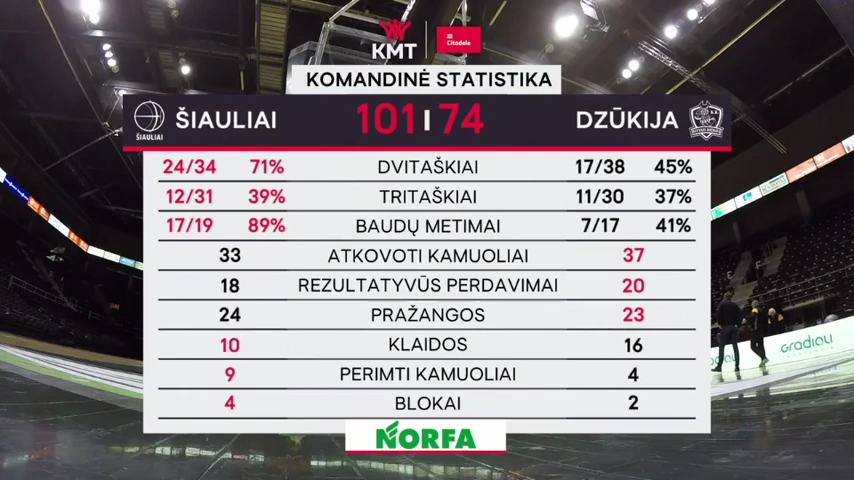 KMT
Citadele
KOMANDINĖ STATISTIKA
ŠIAULIAI 101 | 74 DZŪKIJA
ŠIAULIAI
24/34 71% DVITAŠKIAI 17/38 45%
12/31 39% TRITAŠKIAI 11/30 37%
17/19 89% BAUDŲ METIMAI 7/17 41%
33 ATKOVOTI KAMUOLIAI 37
18 REZULTATYVŪS PERDAVIMAI 20
24 PRAŽANGOS 23
10 KLAIDOS 16
9 PERIMTI KAMUOLIAI 4
4 BLOKAI 2
gradiali
NORFA